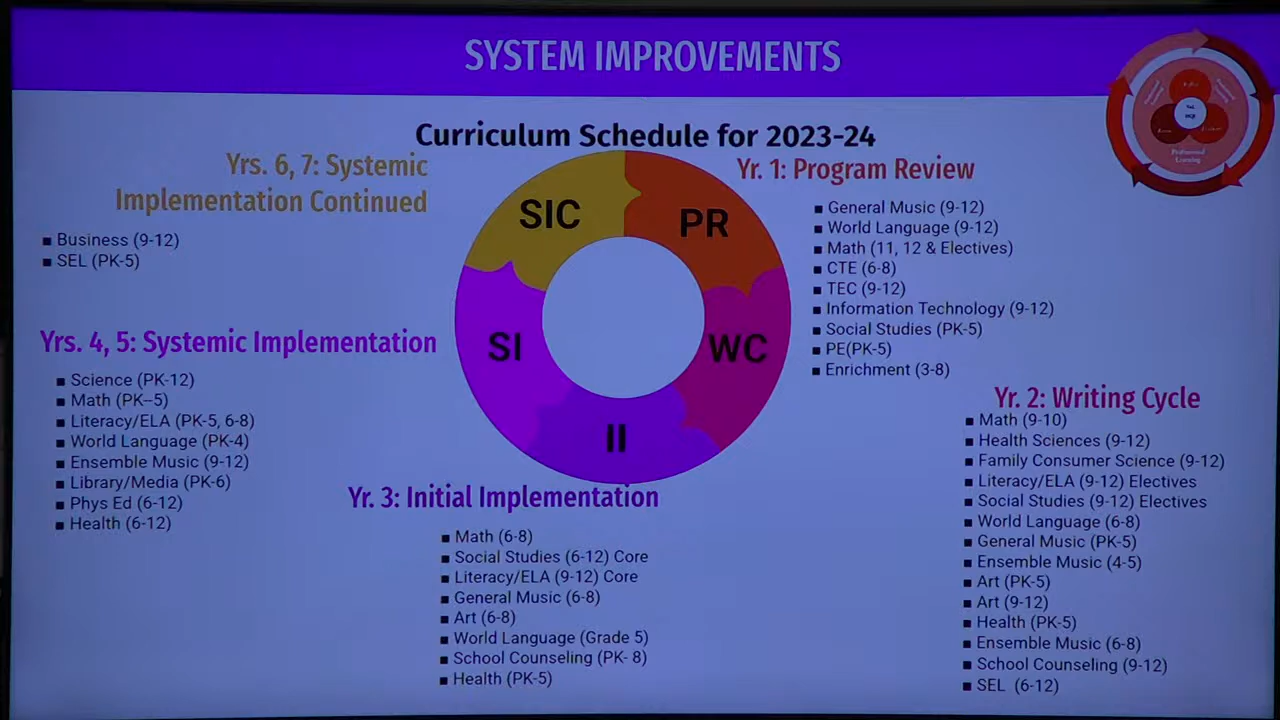 SYSTEM IMPROVEMENTS
Curriculum Schedule for 2023-24
Yrs. 6, 7: Systemic
Implementation Continued
■ Business (9-12)
■ SEL (PK-5)
Yrs. 4, 5: Systemic Implementation
■ Science (PK-12)
■ Math (PK--5)
■ Literacy/ELA (PK-5, 6-8)
■ World Language (PK-4)
■ Ensemble Music (9-12)
■ Library/Media (PK-6)
■ Phys Ed (6-12)
■ Health (6-12)
SIC
PR
SI
WC
II
Yr. 3: Initial Implementation
■ Math (6-8)
■ Social Studies (6-12) Core
■ Literacy/ELA (9-12) Core
■ General Music (6-8)
■ Art (6-8)
■ World Language (Grade 5)
■ School Counseling (PK- 8)
■ Health (PK-5)
Yr. 1: Program Review
■ General Music (9-12)
■ World Language (9-12)
■ Math (11, 12 & Electives)
■ CTE (6-8)
■ TEC (9-12)
■ Information Technology (9-12)
■ Social Studies (PK-5)
■ PE(PK-5)
■ Enrichment (3-8)
Yr. 2: Writing Cycle
■ Math (9-10)
■ Health Sciences (9-12)
■ Family Consumer Science (9-12)
■ Literacy/ELA (9-12) Electives
■ Social Studies (9-12) Electives
■ World Language (6-8)
■ General Music (PK-5)
■ Ensemble Music (4-5)
■ Art (PK-5)
■ Art (9-12)
■ Health (PK-5)
■ Ensemble Music (6-8)
■ School Counseling (9-12)
■ SEL (6-12)
Professional
Learning